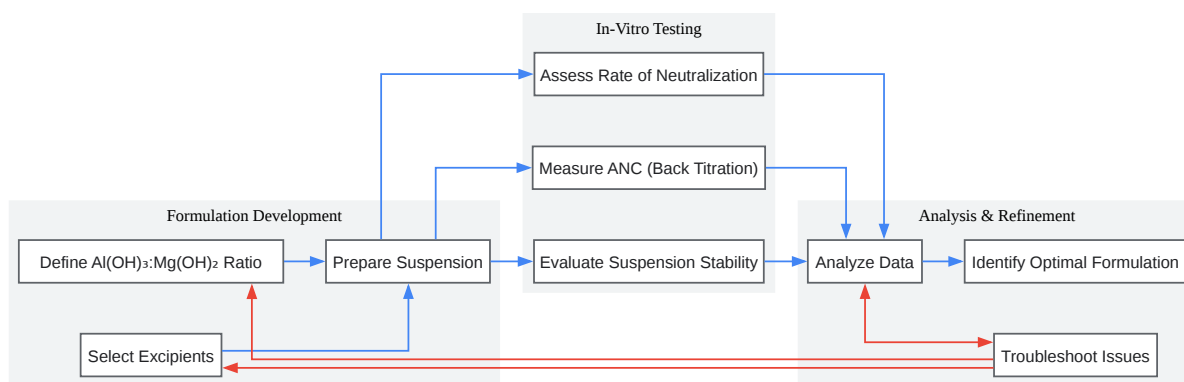 In-Vitro Testing
Assess Rate of Neutralization
Measure ANC (Back Titration)
Evaluate Suspension Stability
Formulation Development
Define Al(OH)₃:Mg(OH)₂ Ratio
Prepare Suspension
Select Excipients
Analysis & Refinement
Analyze Data
Identify Optimal Formulation
Troubleshoot Issues